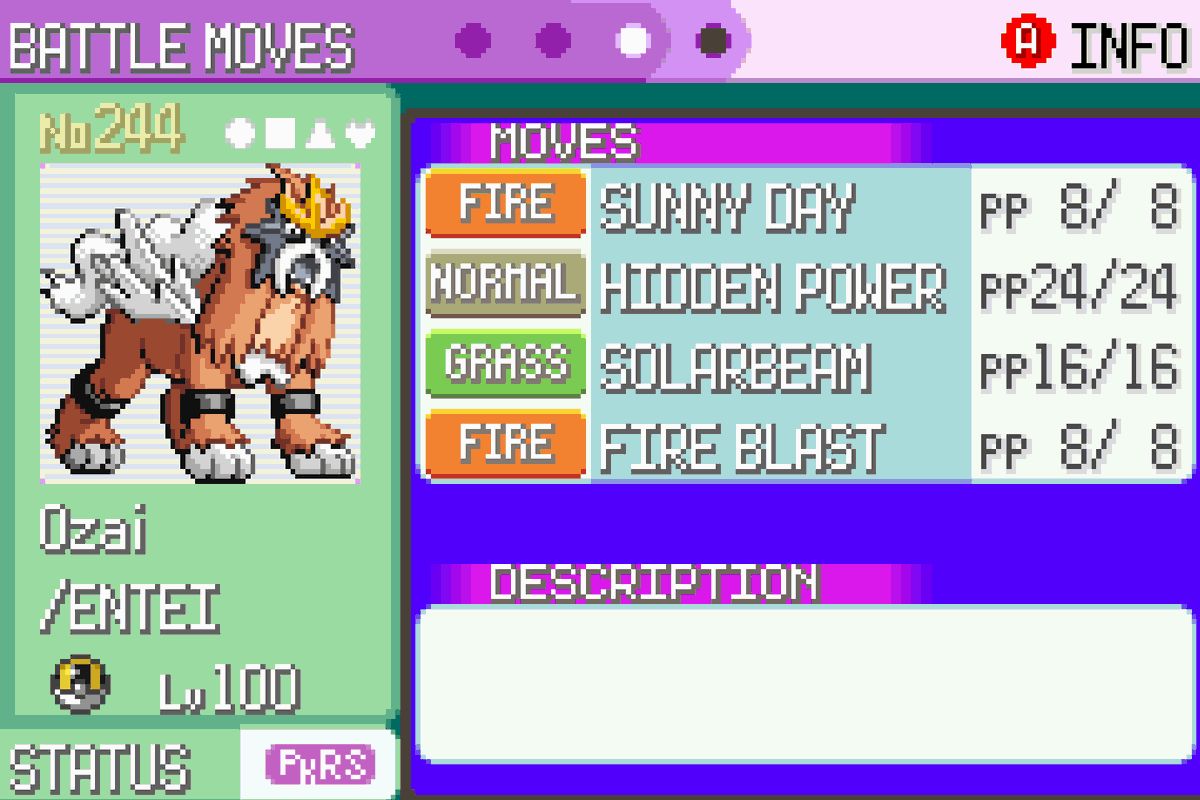 BATTLE MOVES
A INFO
No244
MOVES
FIRE SUNNY DAY PP 8/ 8
NORMAL HIDDEN POWER PP24/24
GRASS SOLARBEAM PP16/16
FIRE FIRE BLAST PP 8/ 8
Ozai
/ENTEI
Lv100
DESCRIPTION
STATUS PKRS